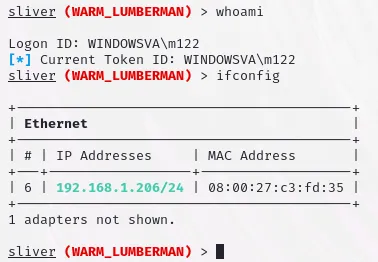 sliver (WARM_LUMBERMAN) > whoami
Logon ID: WINDOWSVA\m122
[*] Current Token ID: WINDOWSVA\m122
sliver (WARM_LUMBERMAN) > ifconfig
+------------------------------------------+
| Ethernet                                 |
+------------------------------------------+
| # | IP Addresses     | MAC Address       |
+---+------------------+-------------------+
| 6 | 192.168.1.206/24 | 08:00:27:c3:fd:35 |
+------------------------------------------+
1 adapters not shown.
sliver (WARM_LUMBERMAN) >